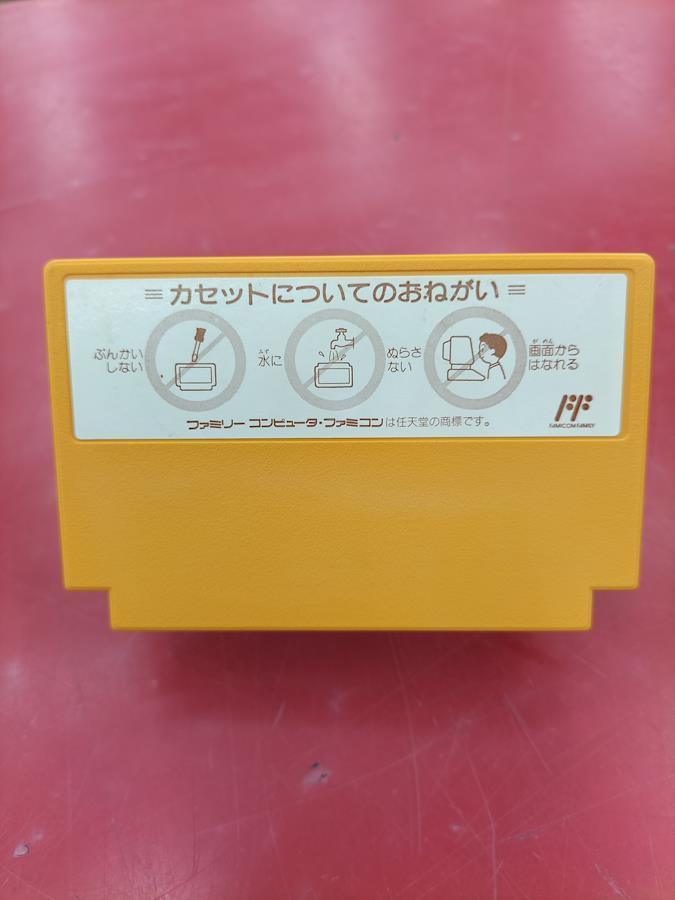 カセットについてのおねがい
ぶんかい
しない
みず
水に
ぬらさ
ない
がめん
画面から
はなれる
ファミリー コンピュータ・ファミコンは任天堂の商標です。
FF
FAMICOM FAMILY